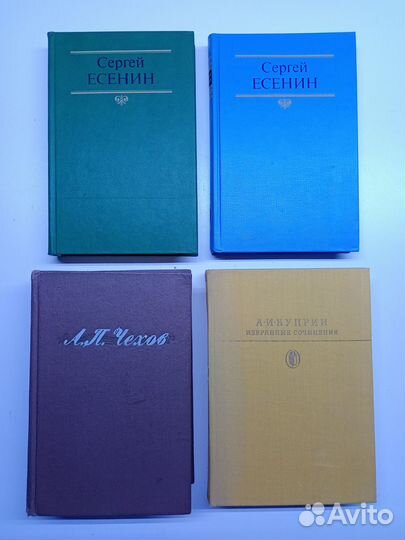 Сергей
ЕСЕНИН
Сергей
ЕСЕНИН
А.П. Чехов
А·И·КУПРИН
ИЗБРАННЫЕ СОЧИНЕНИЯ
Avito